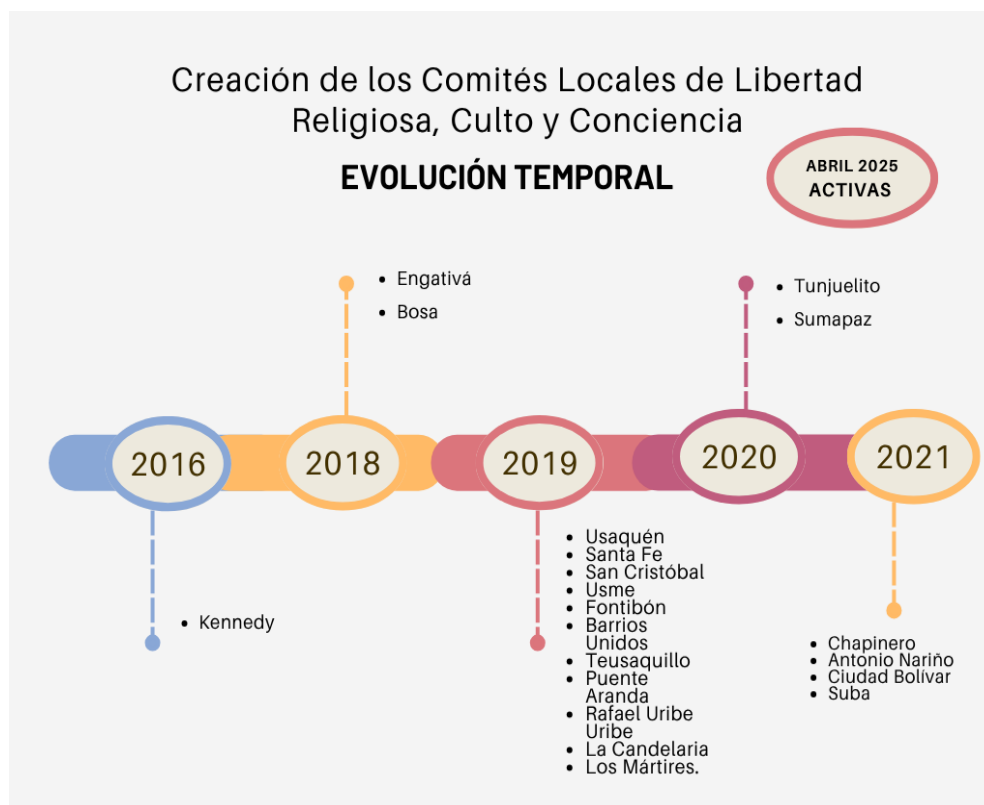 Creación de los Comités Locales de Libertad
Religiosa, Culto y Conciencia
EVOLUCIÓN TEMPORAL
ABRIL 2025
ACTIVAS
• Engativá
• Bosa
• Tunjuelito
• Sumapaz
2016
2018
2019
2020
2021
• Kennedy
• Usaquén
• Santa Fe
• San Cristóbal
• Usme
• Fontibón
• Barrios
Unidos
• Teusaquillo
• Puente
Aranda
• Rafael Uribe
Uribe
• La Candelaria
• Los Mártires.
• Chapinero
• Antonio Nariño
• Ciudad Bolívar
• Suba